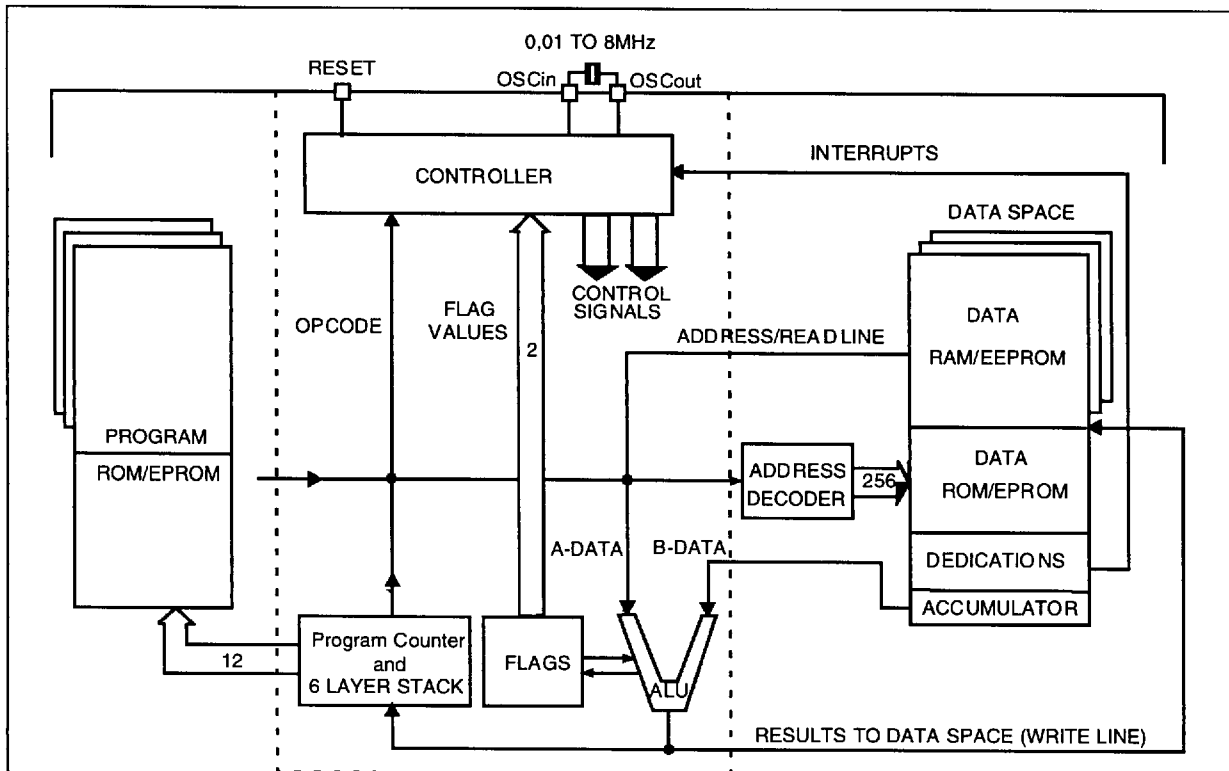 0,01 TO 8MHz
RESET
OSCin
OSCout
INTERRUPTS
CONTROLLER
DATA SPACE
CONTROL
SIGNALS
OPCODE
FLAG
VALUES
2
ADDRESS/READ LINE
DATA
RAM/EEPROM
PROGRAM
ROM/EPROM
ADDRESS
DECODER
256
DATA
ROM/EPROM
A-DATA
B-DATA
DEDICATIONS
ACCUMULATOR
12
Program Counter
and
6 LAYER STACK
FLAGS
ALU
RESULTS TO DATA SPACE (WRITE LINE)